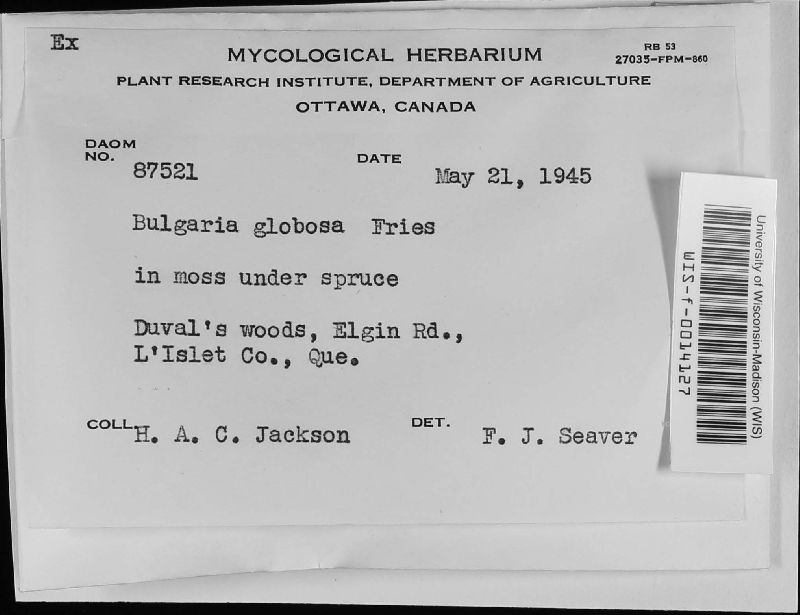 Ex
MYCOLOGICAL HERBARIUM
RB 53
27035-FPM-860
PLANT RESEARCH INSTITUTE, DEPARTMENT OF AGRICULTURE
OTTAWA, CANADA
DAOM
NO. 87521
DATE May 21, 1945
Bulgaria globosa Fries
in moss under spruce
Duval's woods, Elgin Rd.,
L'Islet Co., Que.
COLL. H. A. C. Jackson
DET. F. J. Seaver
University of Wisconsin-Madison (WIS)
WIS-f-0014127